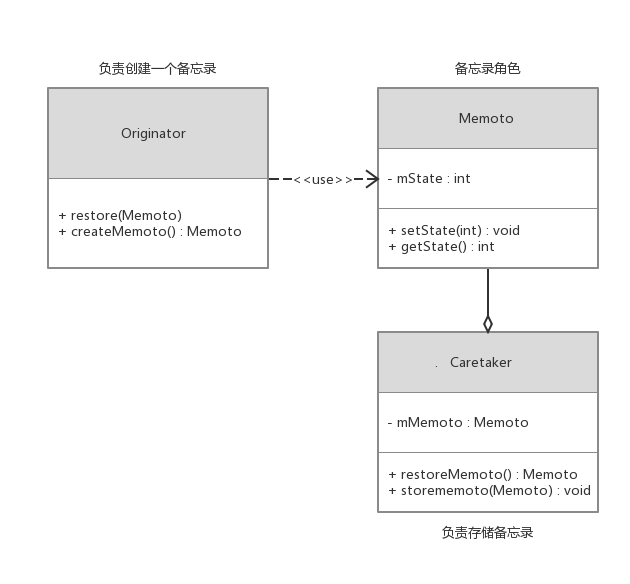 负责创建一个备忘录
备忘录角色
Originator
Memoto
- mState : int
<<use>>
+ restore(Memoto)
+ createMemoto() : Memoto
+ setState(int) : void
+ getState() : int
. Caretaker
- mMemoto : Memoto
+ restoreMemoto() : Memoto
+ storememoto(Memoto) : void
负责存储备忘录